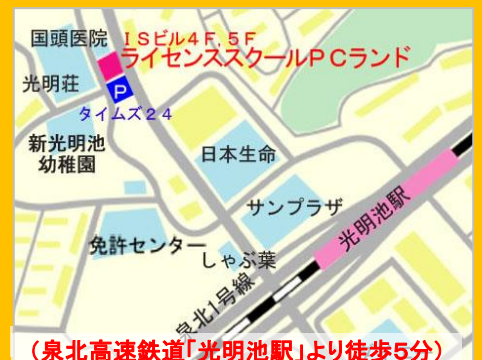 国頭医院
ISビル4F,5F
ライセンススクールPCランド
光明荘
P
タイムズ24
新光明池
幼稚園
日本生命
サンプラザ
光明池駅
免許センター
しゃぶ葉
泉北1号線
(泉北高速鉄道「光明池駅」より徒歩5分)